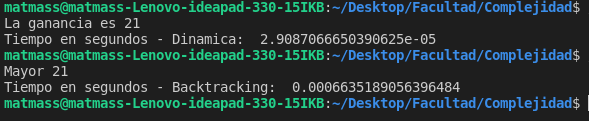 matmass@matmass-Lenovo-ideapad-330-15IKB:~/Desktop/Facultad/Complejidad$
La ganancia es 21
Tiempo en segundos - Dinamica:  2.9087066650390625e-05
matmass@matmass-Lenovo-ideapad-330-15IKB:~/Desktop/Facultad/Complejidad$
Mayor 21
Tiempo en segundos - Backtracking:  0.0006635189056396484
matmass@matmass-Lenovo-ideapad-330-15IKB:~/Desktop/Facultad/Complejidad$